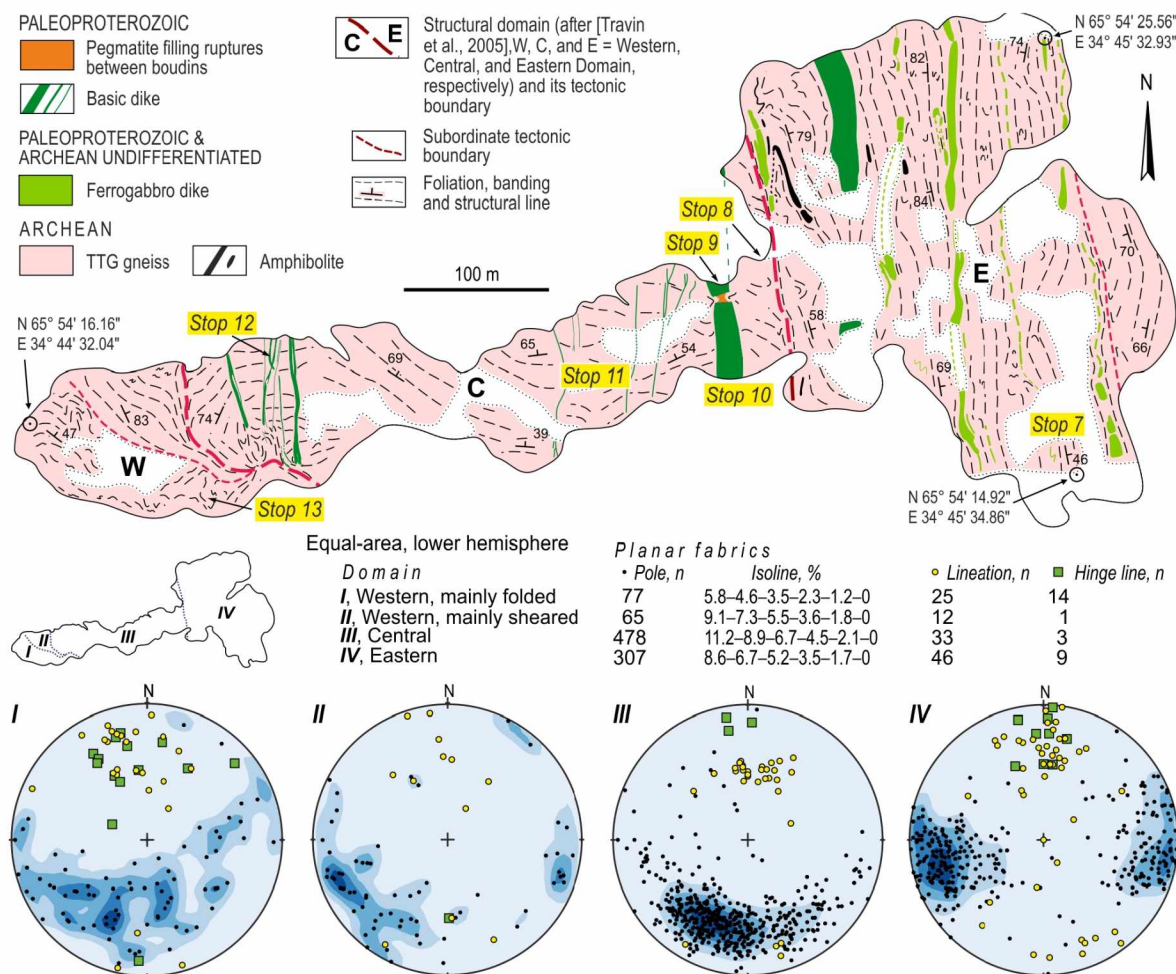 PALEOPROTEROZOIC
Pegmatite filling ruptures
between boudins
Basic dike
PALEOPROTEROZOIC &
ARCHEAN UNDIFFERENTIATED
Ferrogabbro dike
ARCHEAN
TTG gneiss
Amphibolite
C E
Structural domain (after [Travin
et al., 2005],W, C, and E = Western,
Central, and Eastern Domain,
respectively) and its tectonic
boundary
Subordinate tectonic
boundary
Foliation, banding
and structural line
100 m
N 65° 54' 25.56"
E 34° 45' 32.93"
N
74
82
79
84
Stop 8
Stop 9
E
70
58
66
69
Stop 7
46
N 65° 54' 14.92"
E 34° 45' 34.86"
Stop 10
54
65
Stop 11
C
39
69
Stop 12
N 65° 54' 16.16"
E 34° 44' 32.04"
83
74
47
W
Stop 13
Equal-area, lower hemisphere
Planar fabrics
Domain
Pole, n
Isoline, %
Lineation, n
Hinge line, n
I, Western, mainly folded 77 5.8–4.6–3.5–2.3–1.2–0 25 14
II, Western, mainly sheared 65 9.1–7.3–5.5–3.6–1.8–0 12 1
III, Central 478 11.2–8.9–6.7–4.5–2.1–0 33 3
IV, Eastern 307 8.6–6.7–5.2–3.5–1.7–0 46 9
I
II
III
IV
I
N
II
N
III
N
IV
N